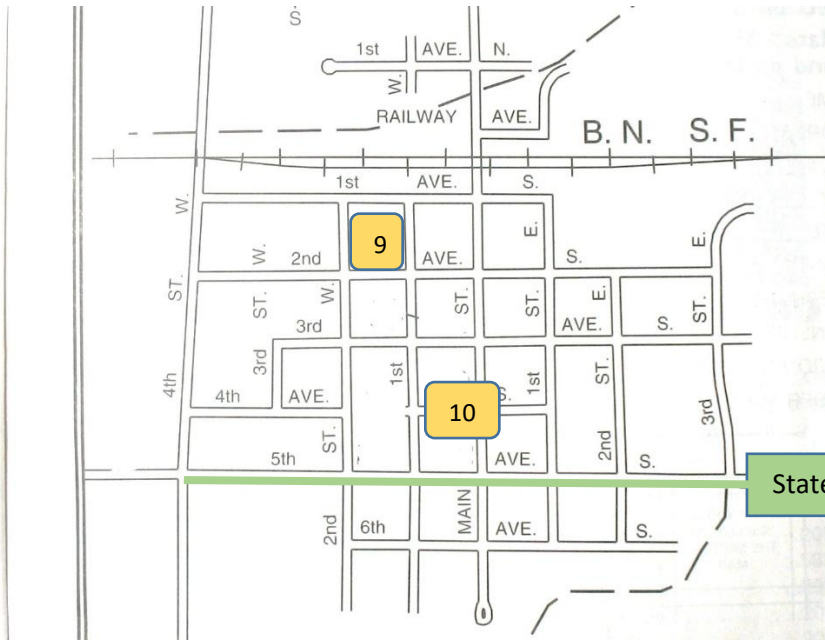 S
1st AVE. N.
W.
RAILWAY AVE.
B. N. S. F.
1st AVE. S.
W.
E.
E.
9
W. 2nd AVE. S.
ST.
W.
E.
ST. ST. ST. ST.
3rd AVE. S.
3rd
4th
1st
1st
ST.
3rd
4th AVE. S.
10
ST.
2nd
5th AVE. S.
State
MAIN
2nd
6th AVE. S.